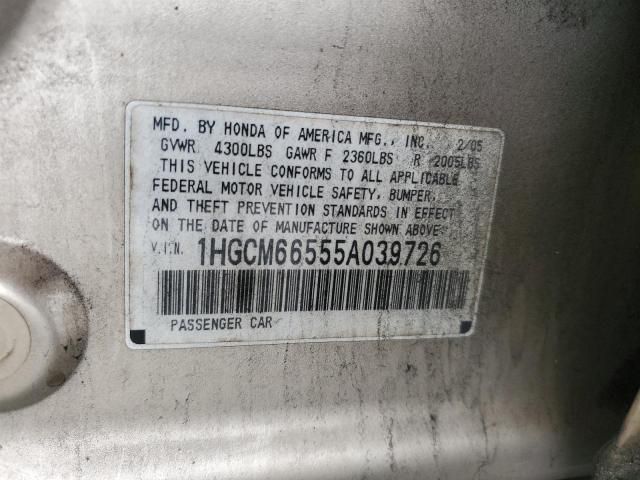 MFD. BY HONDA OF AMERICA MFG., INC. 2/05
GVWR 4300LBS GAWR F 2360LBS R 2005LBS
THIS VEHICLE CONFORMS TO ALL APPLICABLE
FEDERAL MOTOR VEHICLE SAFETY, BUMPER,
AND THEFT PREVENTION STANDARDS IN EFFECT
ON THE DATE OF MANUFACTURE SHOWN ABOVE.
V.I.N. 1HGCM66555A039726
PASSENGER CAR